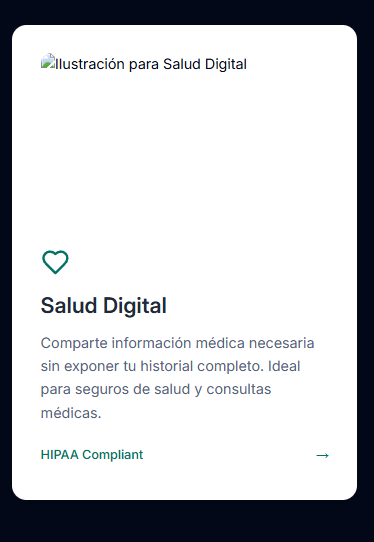 Ilustración para Salud Digital
Salud Digital
Comparte información médica necesaria
sin exponer tu historial completo. Ideal
para seguros de salud y consultas
médicas.
HIPAA Compliant →